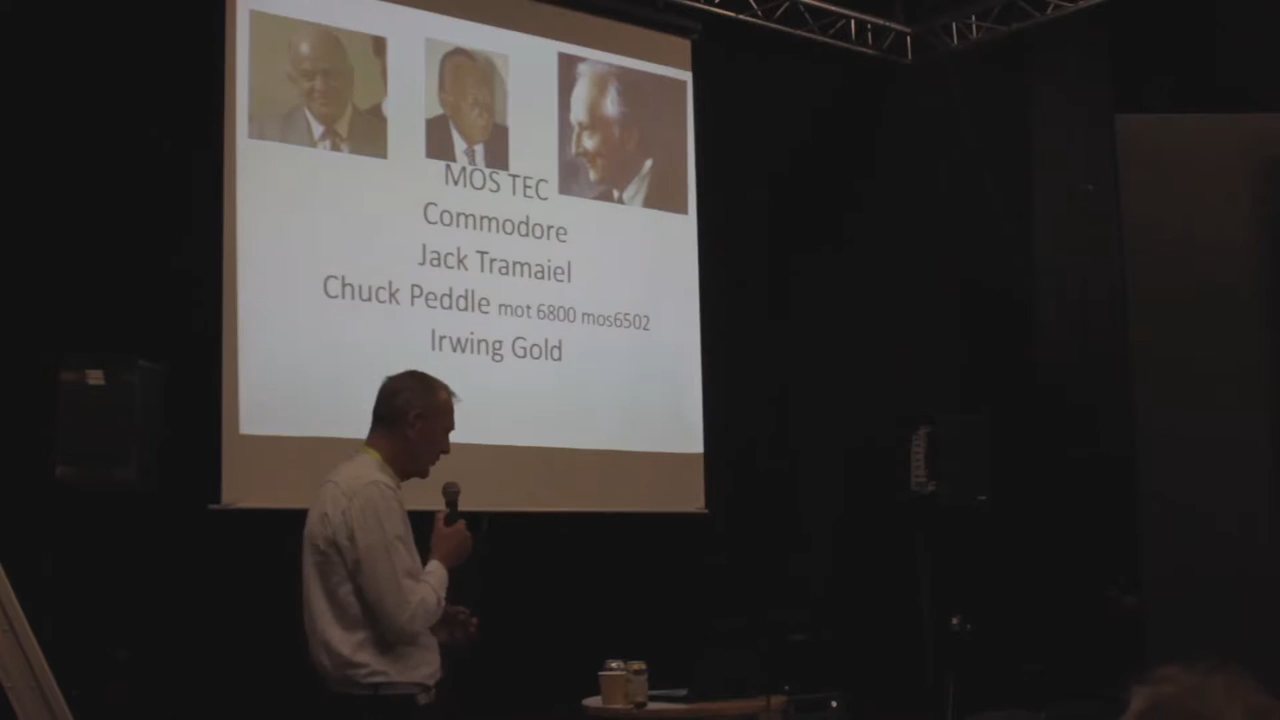 MOS TEC
Commodore
Jack Tramaiel
Chuck Peddle mot 6800 mos6502
Irwing Gold